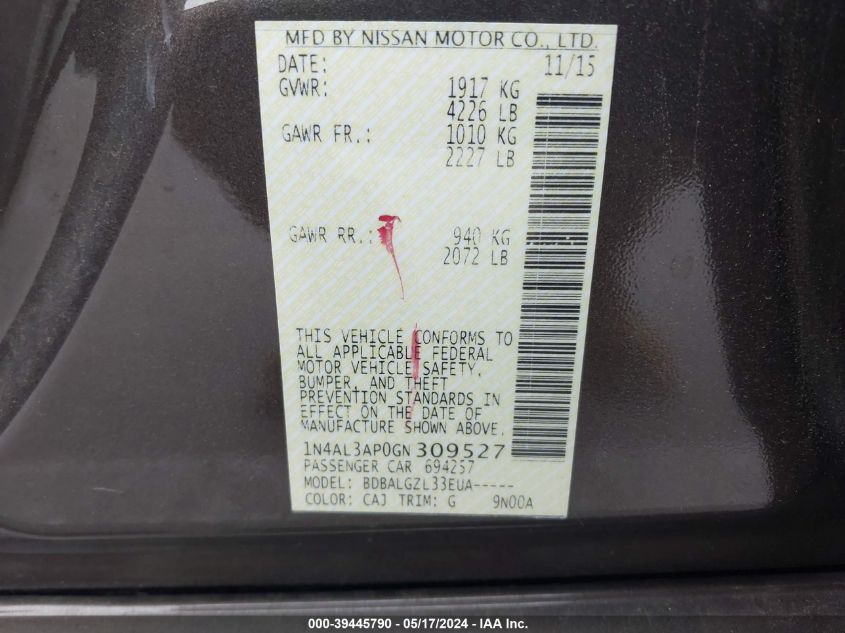 MFD BY NISSAN MOTOR CO., LTD.
DATE: 11/15
GVWR: 1917 KG
4226 LB
GAWR FR.: 1010 KG
2227 LB
GAWR RR.: 940 KG
2072 LB
THIS VEHICLE CONFORMS TO
ALL APPLICABLE FEDERAL
MOTOR VEHICLE SAFETY,
BUMPER, AND THEFT
PREVENTION STANDARDS IN
EFFECT ON THE DATE OF
MANUFACTURE SHOWN ABOVE.
1N4AL3AP0GN309527
PASSENGER CAR 694257
MODEL: BDBALGZL33EUA-----
COLOR: CAJ TRIM: G 9N00A
000-39445790 - 05/17/2024 - IAA Inc.